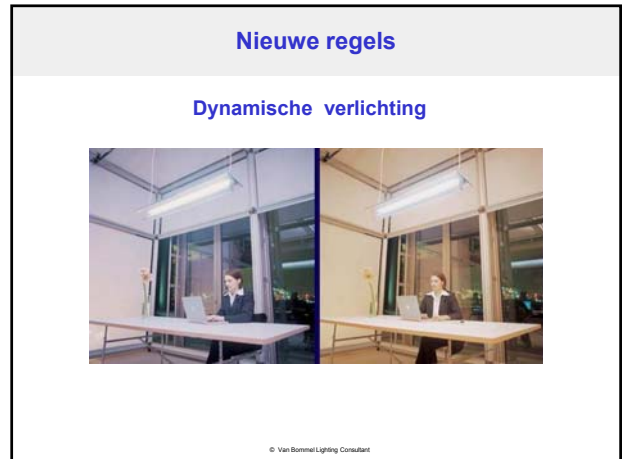 Nieuwe regels
Dynamische verlichting
© Van Bommel Lighting Consultant